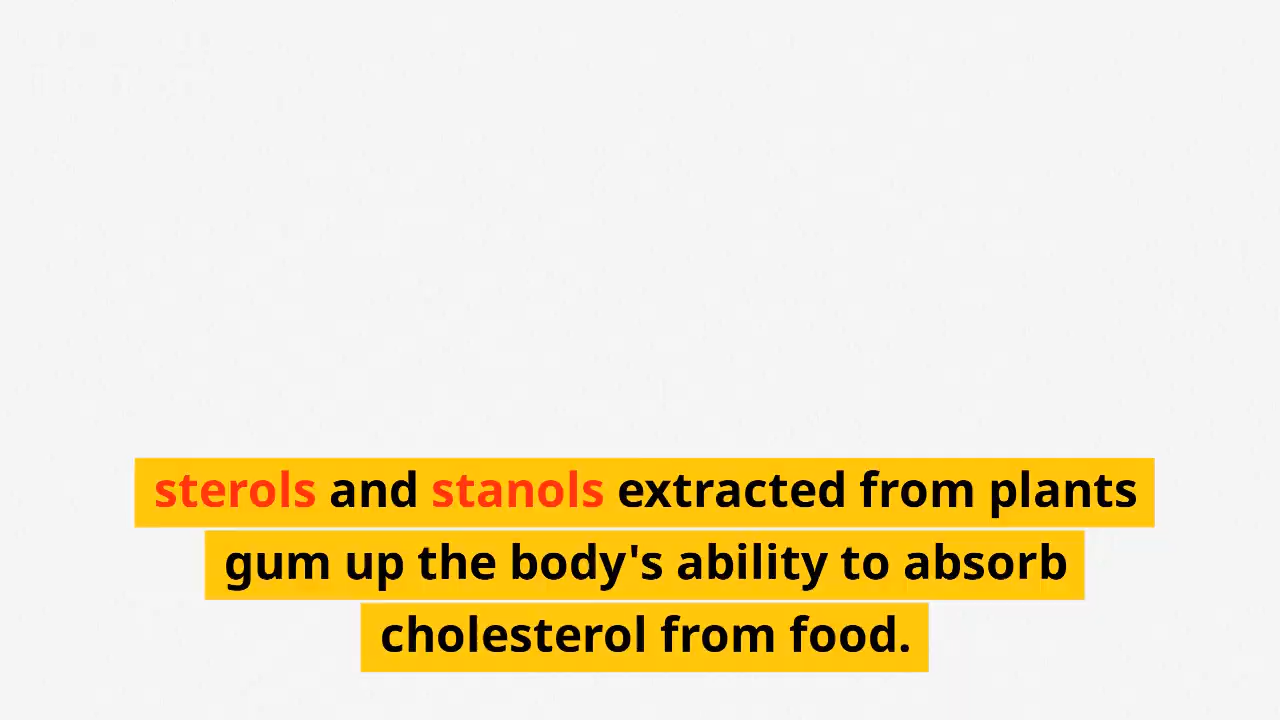 sterols and stanols extracted from plants
gum up the body's ability to absorb
cholesterol from food.